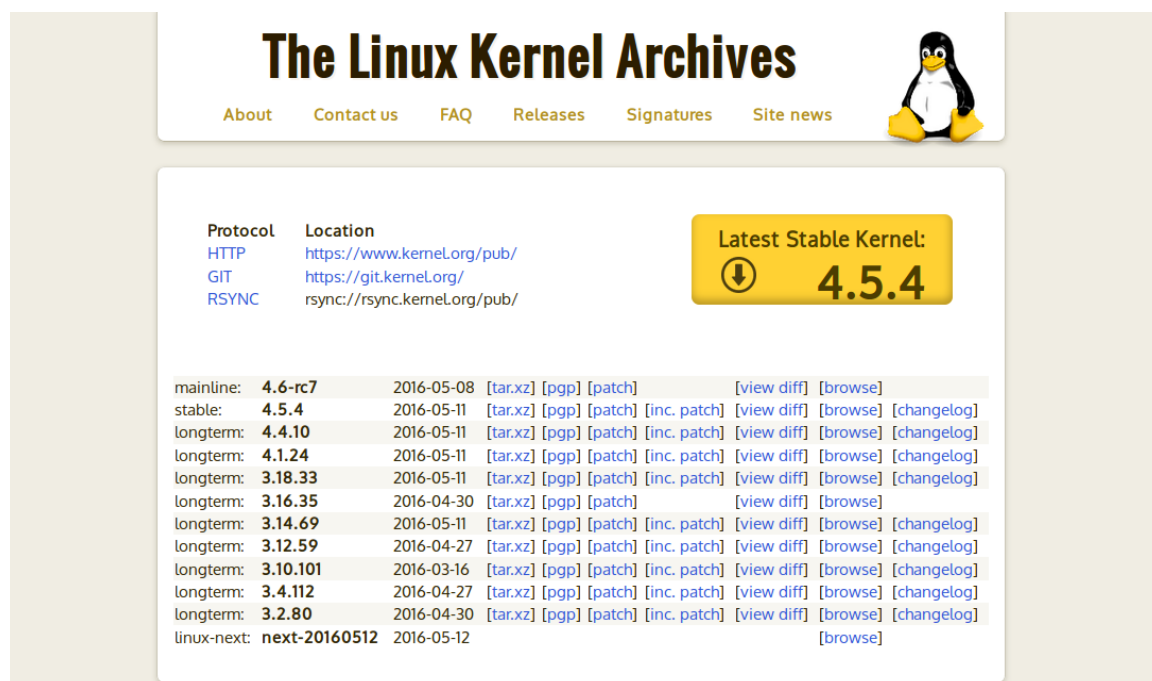 The Linux Kernel Archives
About Contact us FAQ Releases Signatures Site news
Protocol Location
HTTP https://www.kernel.org/pub/
GIT https://git.kernel.org/
RSYNC rsync://rsync.kernel.org/pub/
Latest Stable Kernel:
4.5.4
mainline: 4.6-rc7 2016-05-08 [tar.xz] [pgp] [patch] [view diff] [browse]
stable: 4.5.4 2016-05-11 [tar.xz] [pgp] [patch] [inc. patch] [view diff] [browse] [changelog]
longterm: 4.4.10 2016-05-11 [tar.xz] [pgp] [patch] [inc. patch] [view diff] [browse] [changelog]
longterm: 4.1.24 2016-05-11 [tar.xz] [pgp] [patch] [inc. patch] [view diff] [browse] [changelog]
longterm: 3.18.33 2016-05-11 [tar.xz] [pgp] [patch] [inc. patch] [view diff] [browse] [changelog]
longterm: 3.16.35 2016-04-30 [tar.xz] [pgp] [patch] [view diff] [browse]
longterm: 3.14.69 2016-05-11 [tar.xz] [pgp] [patch] [inc. patch] [view diff] [browse] [changelog]
longterm: 3.12.59 2016-04-27 [tar.xz] [pgp] [patch] [inc. patch] [view diff] [browse] [changelog]
longterm: 3.10.101 2016-03-16 [tar.xz] [pgp] [patch] [inc. patch] [view diff] [browse] [changelog]
longterm: 3.4.112 2016-04-27 [tar.xz] [pgp] [patch] [inc. patch] [view diff] [browse] [changelog]
longterm: 3.2.80 2016-04-30 [tar.xz] [pgp] [patch] [inc. patch] [view diff] [browse] [changelog]
linux-next: next-20160512 2016-05-12 [browse]